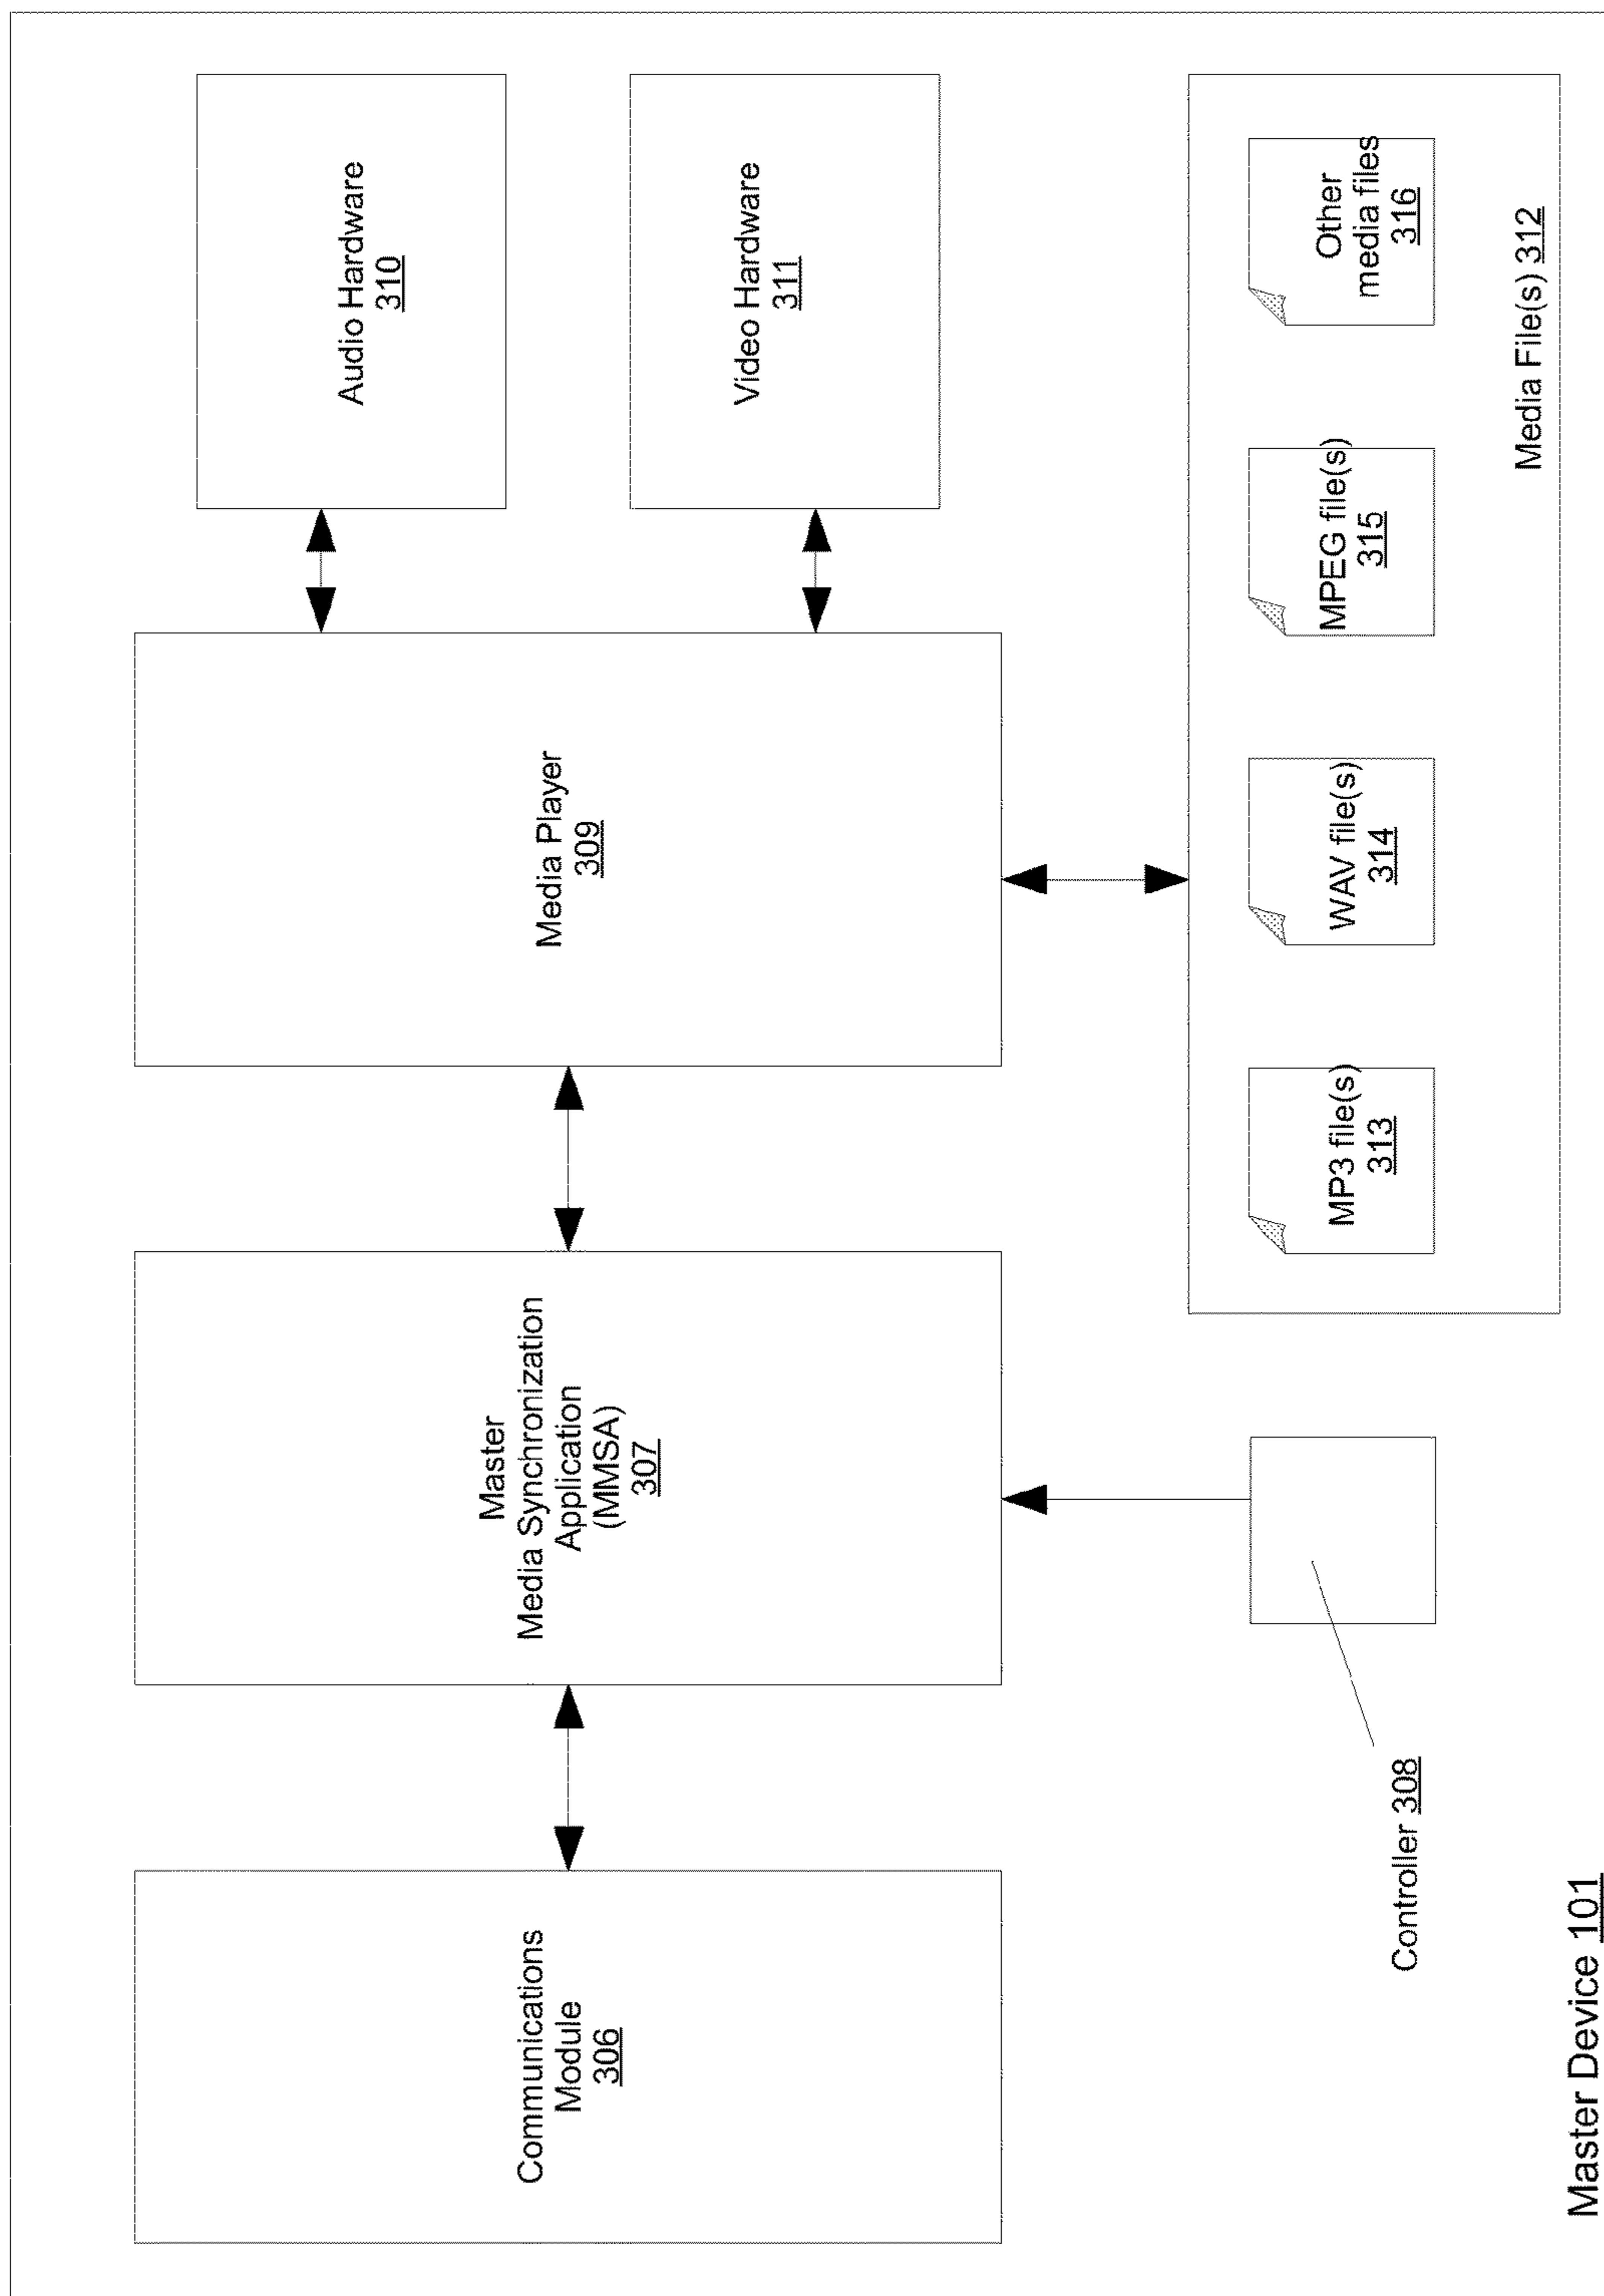 Communications
Module
306
Master
Media Synchronization
Application
(MMSA)
307
Media Player
309
Audio Hardware
310
Video Hardware
311
Controller 308
MP3 file(s)
313
WAV file(s)
314
MPEG file(s)
315
Other
media files
316
Media File(s) 312
Master Device 101